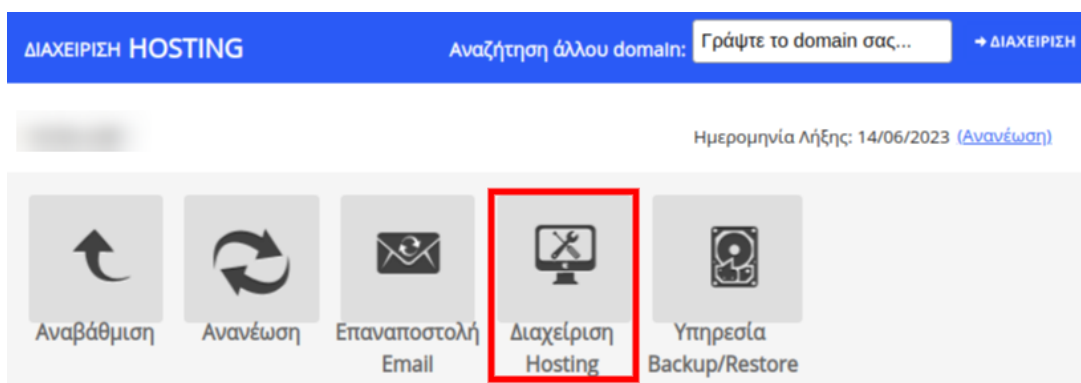 ΔΙΑΧΕΙΡΙΣΗ HOSTING
Αναζήτηση άλλου domain:
Γράψτε το domain σας...
➔ ΔΙΑΧΕΙΡΙΣΗ
Ημερομηνία Λήξης: 14/06/2023 (Ανανέωση)
Αναβάθμιση
Ανανέωση
Επαναποστολή
Email
Διαχείριση
Hosting
Υπηρεσία
Backup/Restore